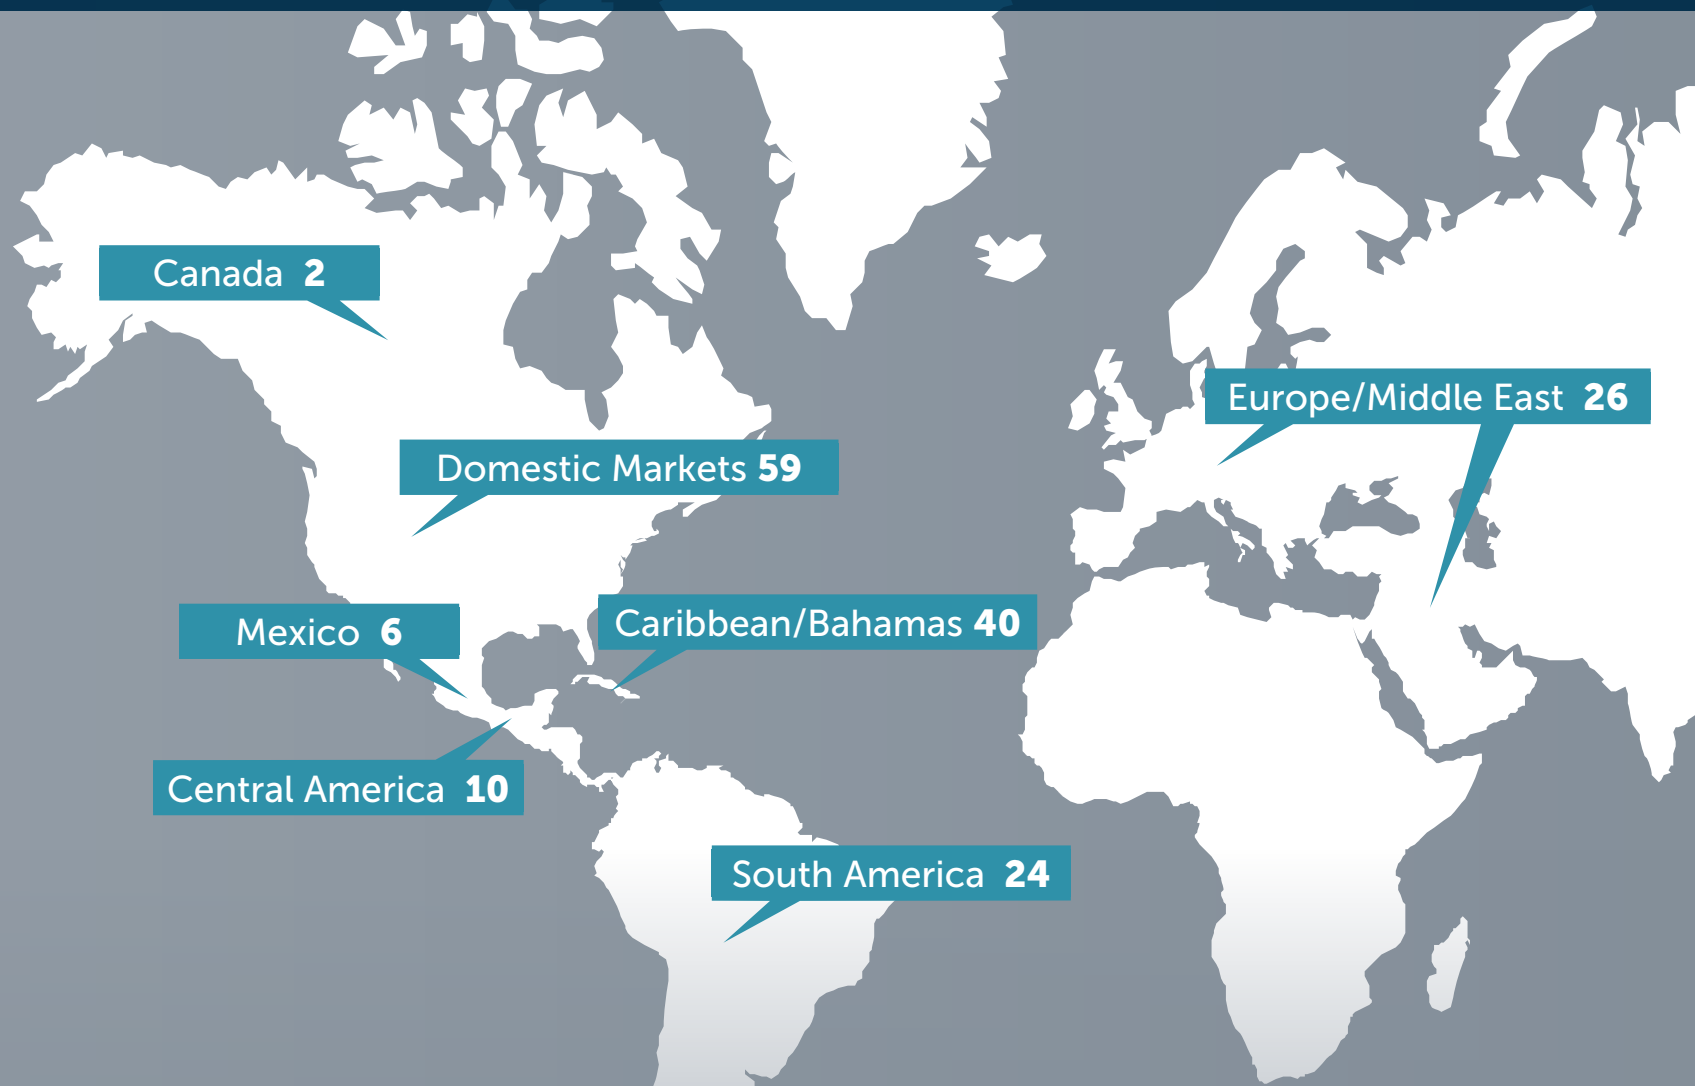 Canada 2
Europe/Middle East 26
Domestic Markets 59
Mexico 6
Caribbean/Bahamas 40
Central America 10
South America 24